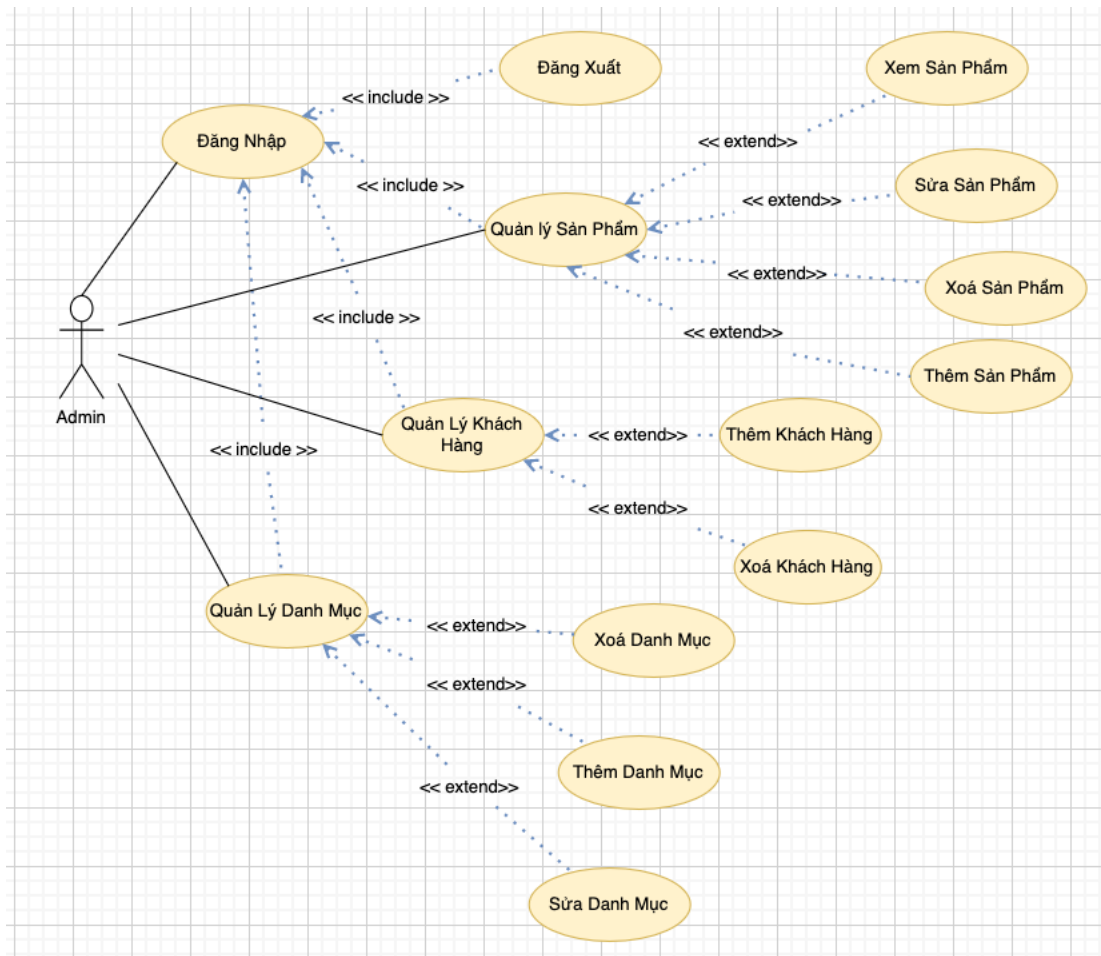 Đăng Xuất
Xem Sản Phẩm
<< include >>
Đăng Nhập
<< extend>>
<< include >>
Sửa Sản Phẩm
<< extend>>
Quản lý Sản Phẩm
<< extend>>
Xoá Sản Phẩm
<< include >>
<< extend>>
Thêm Sản Phẩm
Admin
Quản Lý Khách
Hàng
<< extend>>
Thêm Khách Hàng
<< include >>
<< extend>>
Xoá Khách Hàng
Quản Lý Danh Mục
<< extend>>
Xoá Danh Mục
<< extend>>
Thêm Danh Mục
<< extend>>
Sửa Danh Mục